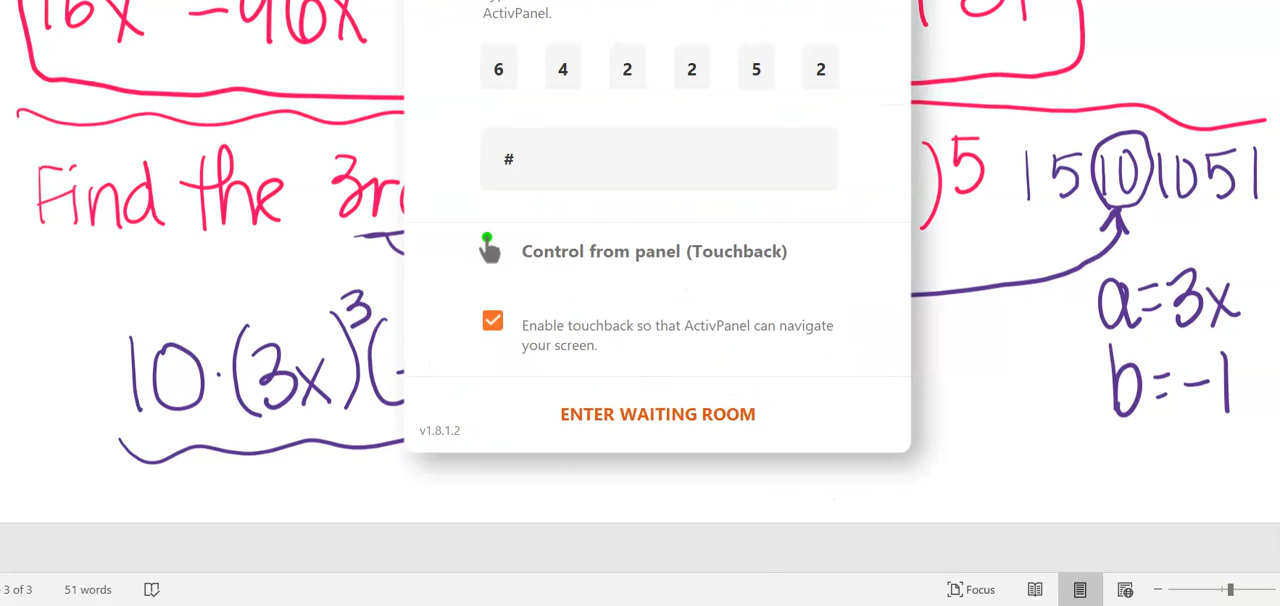 16x - 96x
ActivPanel.
6 4 2 2 5 2
#
Find the 3r )5 1 5 10 10 5 1
Control from panel (Touchback)
a=3x
Enable touchback so that ActivPanel can navigate
your screen.
10·(3x)³(-
b=-1
ENTER WAITING ROOM
v1.8.1.2
3 of 3 51 words Focus